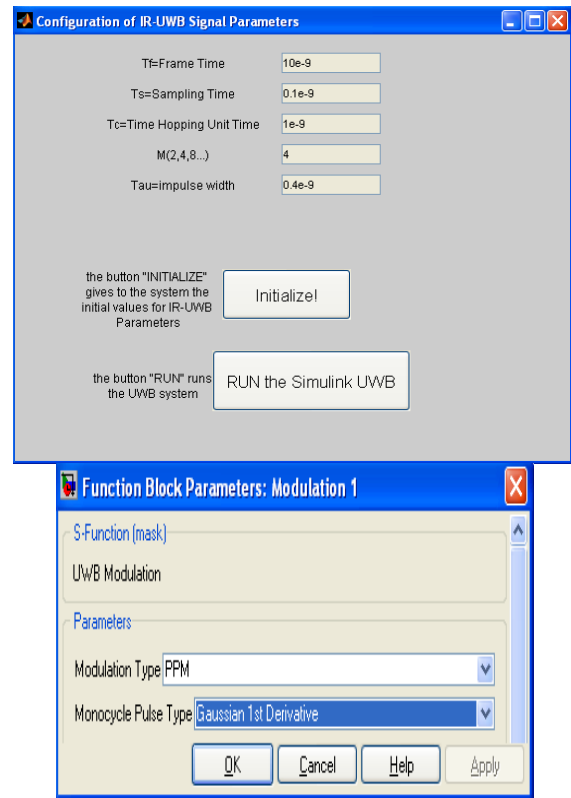 Configuration of IR-UWB Signal Parameters
Tf=Frame Time 10e-9
Ts=Sampling Time 0.1e-9
Tc=Time Hopping Unit Time 1e-9
M(2,4,8...) 4
Tau=impulse width 0.4e-9
the button "INITIALIZE"
gives to the system the
initial values for IR-UWB
Parameters
Initialize!
the button "RUN" runs
the UWB system
RUN the Simulink UWB
Function Block Parameters: Modulation 1
S-Function (mask)
UWB Modulation
Parameters
Modulation Type PPM
Monocycle Pulse Type Gaussian 1st Derivative
OK Cancel Help Apply